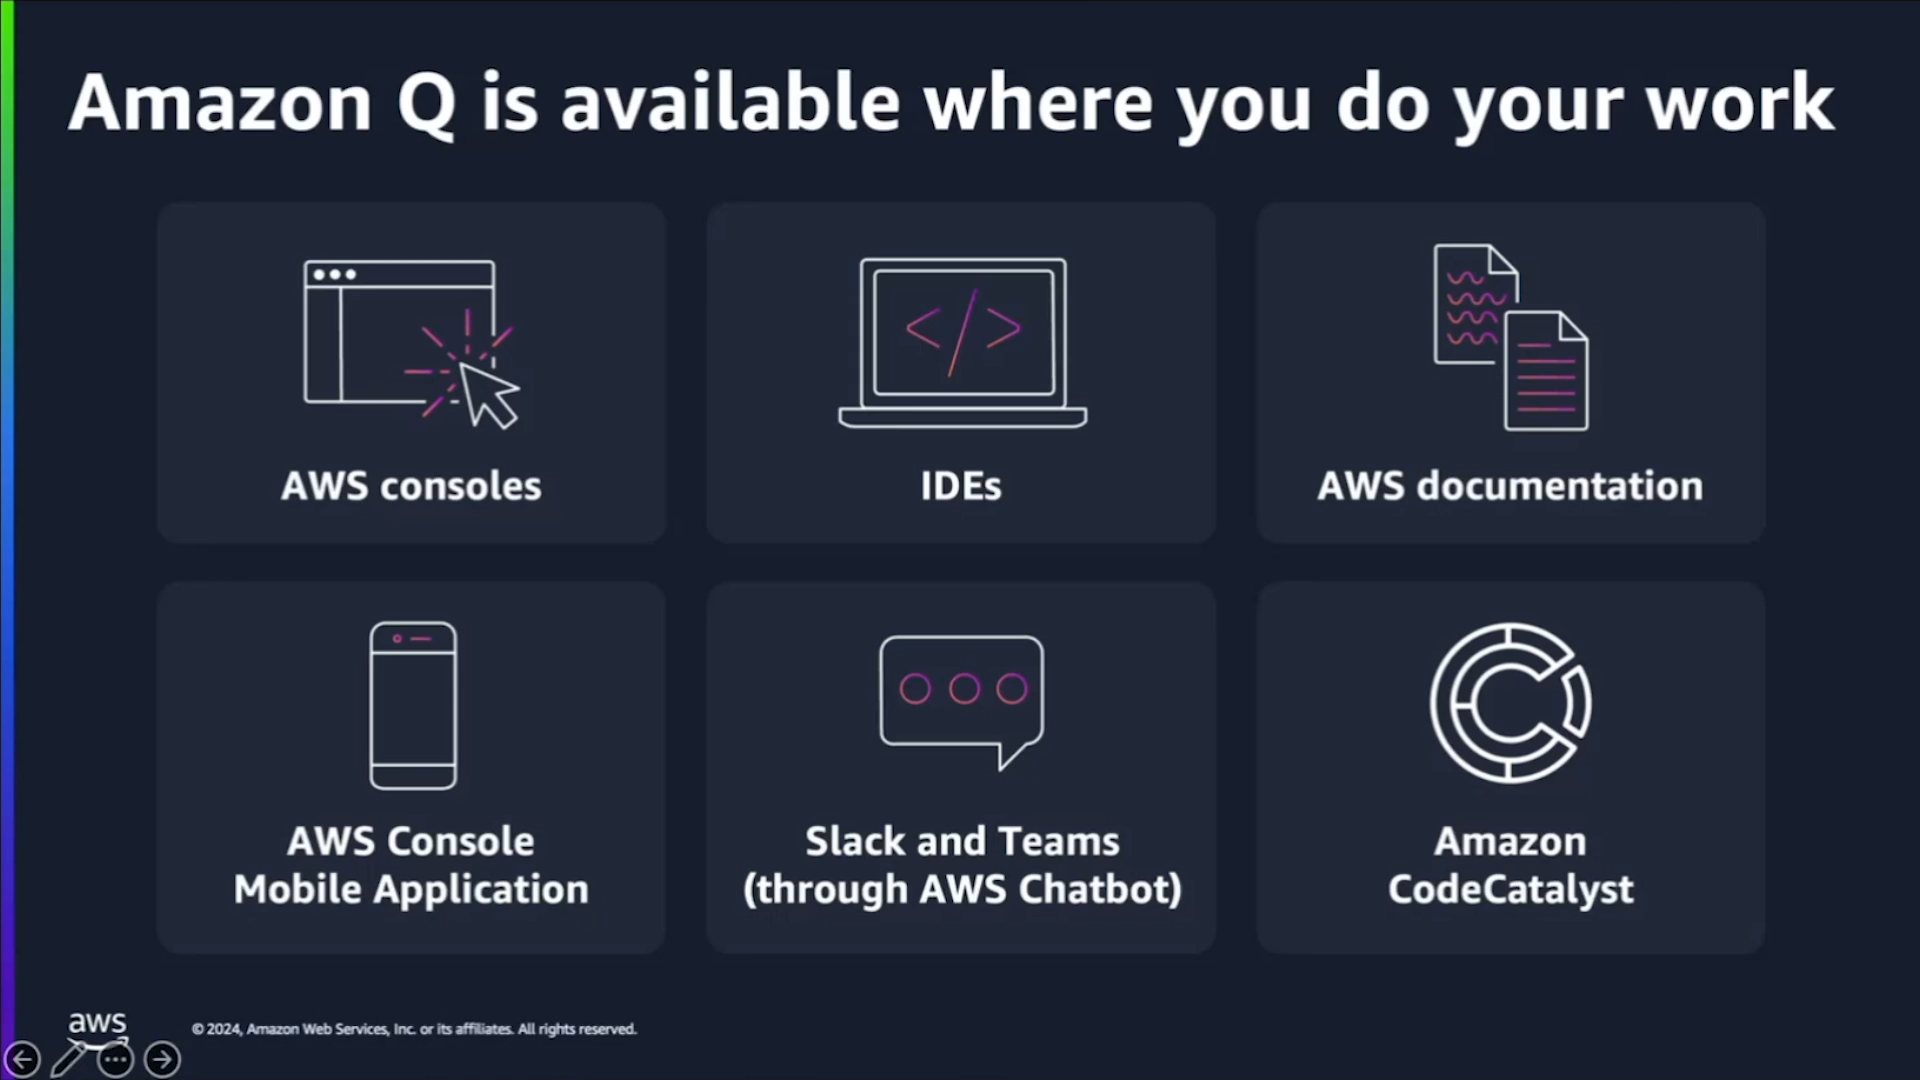 Amazon Q is available where you do your work
AWS consoles
IDEs
AWS documentation
AWS Console
Mobile Application
Slack and Teams
(through AWS Chatbot)
Amazon
CodeCatalyst
aws
© 2024, Amazon Web Services, Inc. or its affiliates. All rights reserved.